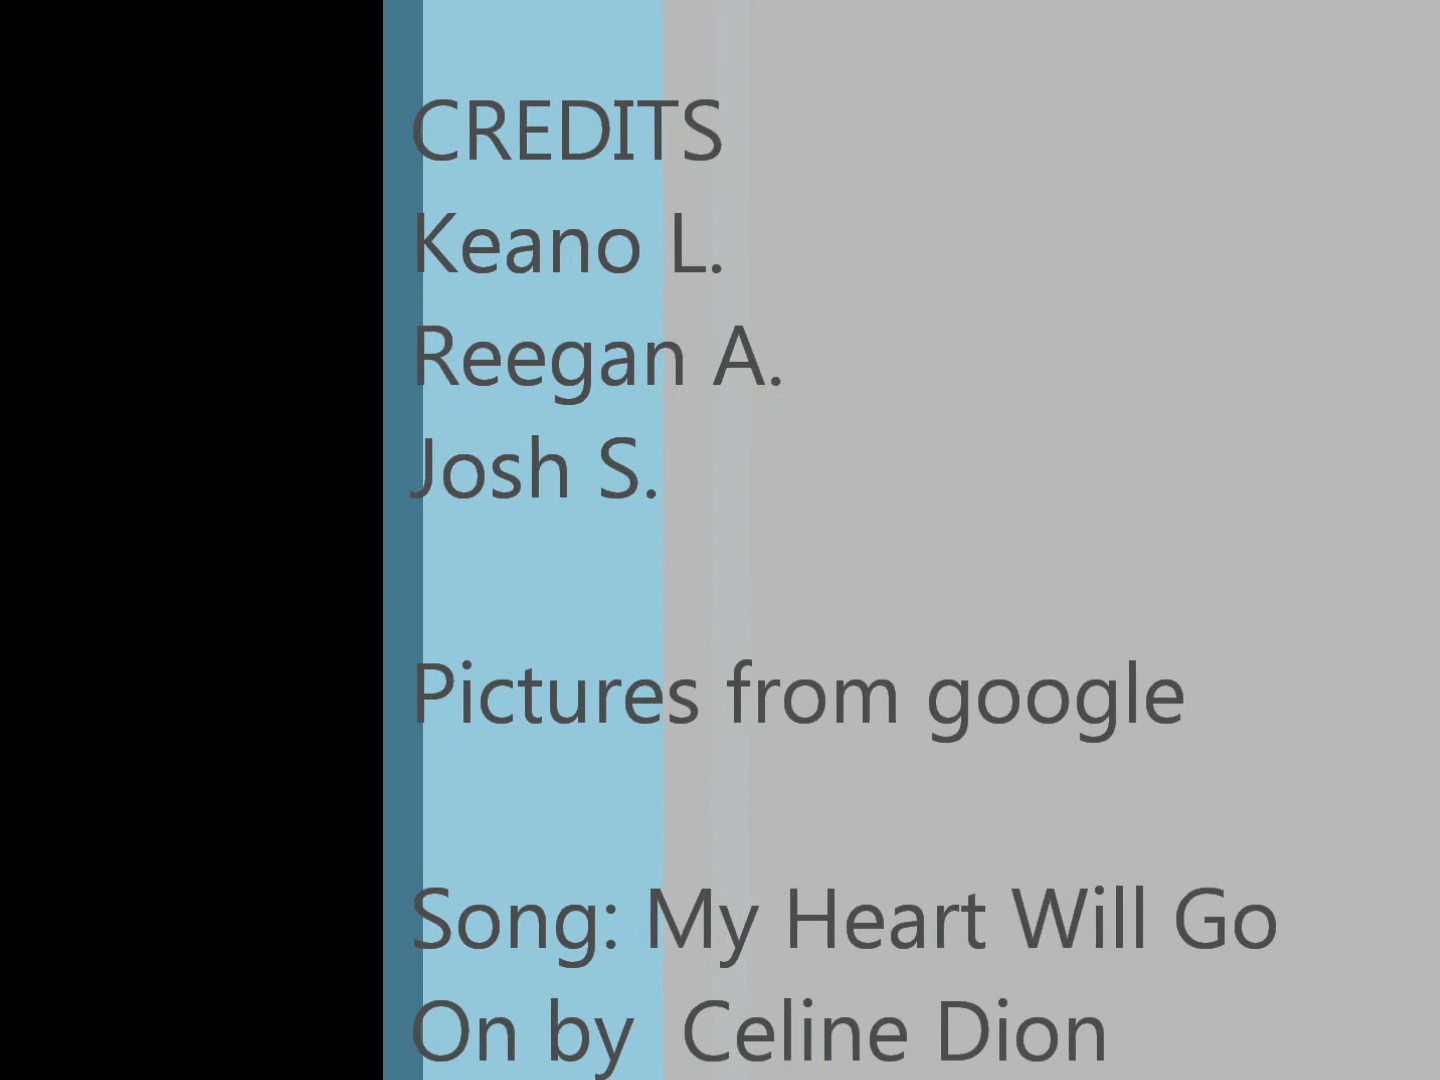 CREDITS
Keano L.
Reegan A.
Josh S.
Pictures from google
Song: My Heart Will Go
On by  Celine Dion